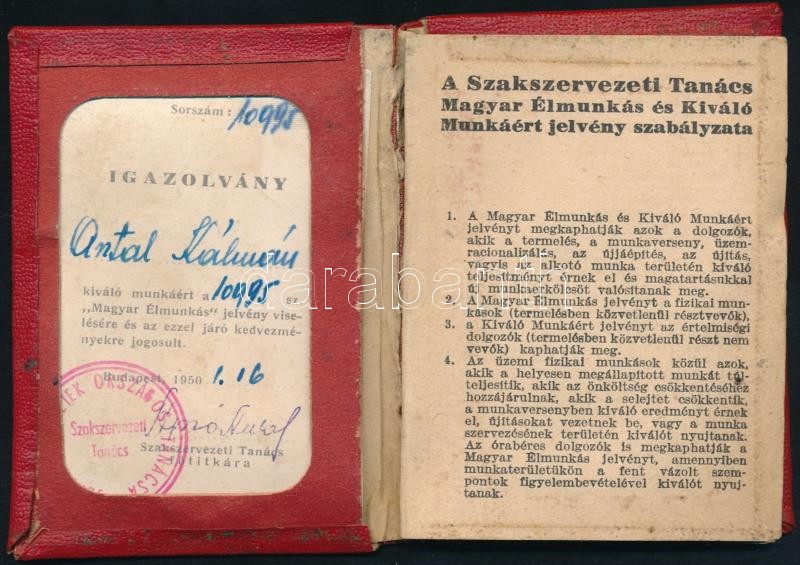 Sorszám: 10995
IGAZOLVÁNY
Antal Kálmán
kiváló munkáért a 10995 sz
„Magyar Élmunkás" jelvény vise-
lésére és az ezzel járó kedvezmé-
nyekre jogosult.
Budapest, 1950 1. 16
Szakszervezeti Tanács
főtitkára
Szakszervezeti
Tanács
A Szakszervezeti Tanács
Magyar Élmunkás és Kiváló
Munkáért jelvény szabályzata
1. A Magyar Élmunkás és Kiváló Munkáért
jelvényt megkaphatják azok a dolgozók,
akik a termelés, a munkaverseny, üzem-
racionalizálás, az újjáépítés, az újítás,
vagyis az alkotó munka területén kiváló
teljesítményt érnek el és magatartásukkal
új munkaerkölcsöt valósítanak meg.
2. A Magyar Élmunkás jelvényt a fizikai mun-
kások (termelésben közvetlenül résztvevők),
3. a Kiváló Munkáért jelvényt az értelmiségi
dolgozók (termelésben közvetlenül részt nem
vevők) kaphatják meg.
4. Az üzemi fizikai munkások közül azok,
akik a helyesen megállapított munkát túl-
teljesítik, akik az önköltség csökkentéséhez
hozzájárulnak, akik a selejtet csökkentik,
a munkaversenyben kiváló eredményt érnek
el, újításokat vezetnek be, vagy a munka
szervezésének területén kiválót nyujtanak.
Az órabéres dolgozók is megkaphatják a
Magyar Élmunkás jelvényt, amennyiben
munkaterületükön a fent vázolt szem-
pontok figyelembevételével kiválót nyuj-
tanak.
darabanth